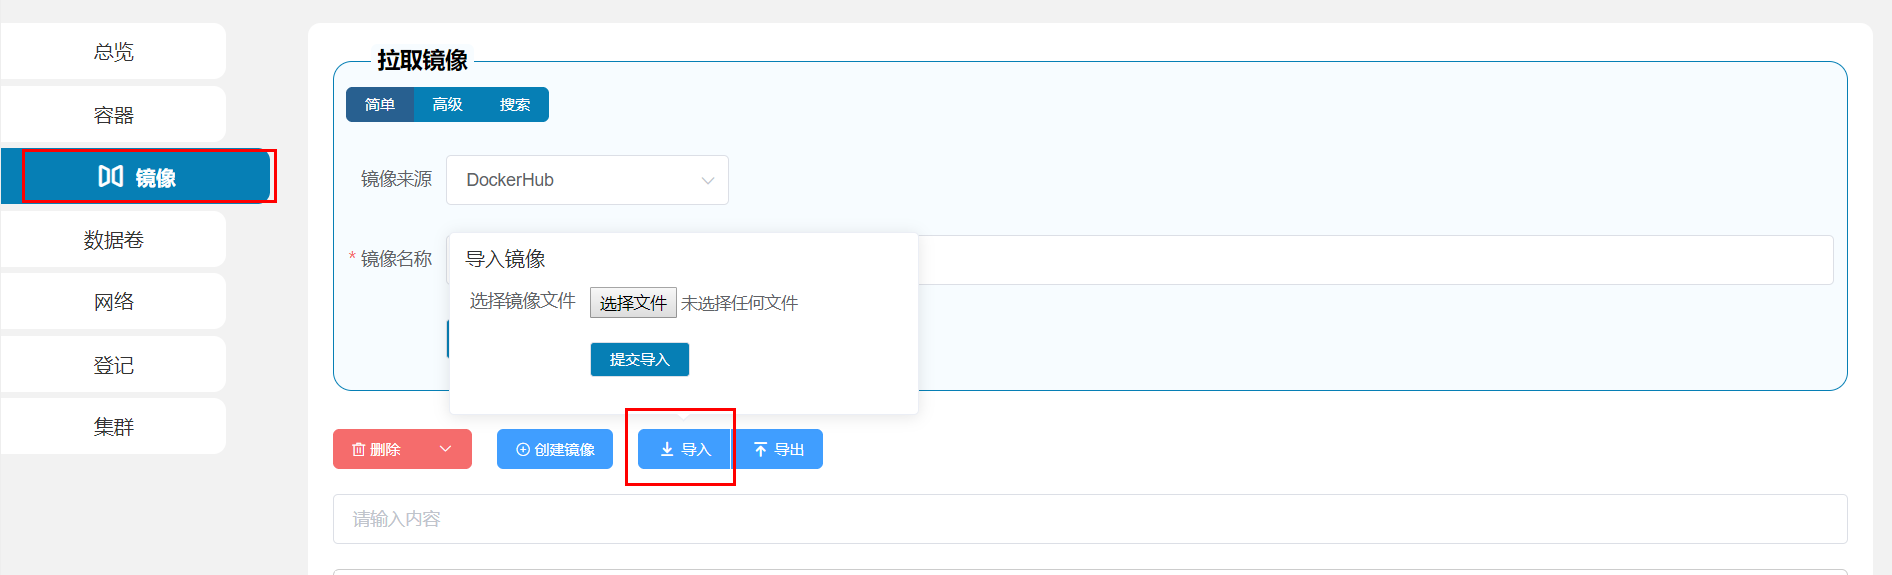 总览
容器
镜像
数据卷
网络
登记
集群
拉取镜像
简单 高级 搜索
镜像来源 DockerHub
* 镜像名称
导入镜像
选择镜像文件 选择文件 未选择任何文件
提交导入
删除 创建镜像 导入 导出
请输入内容